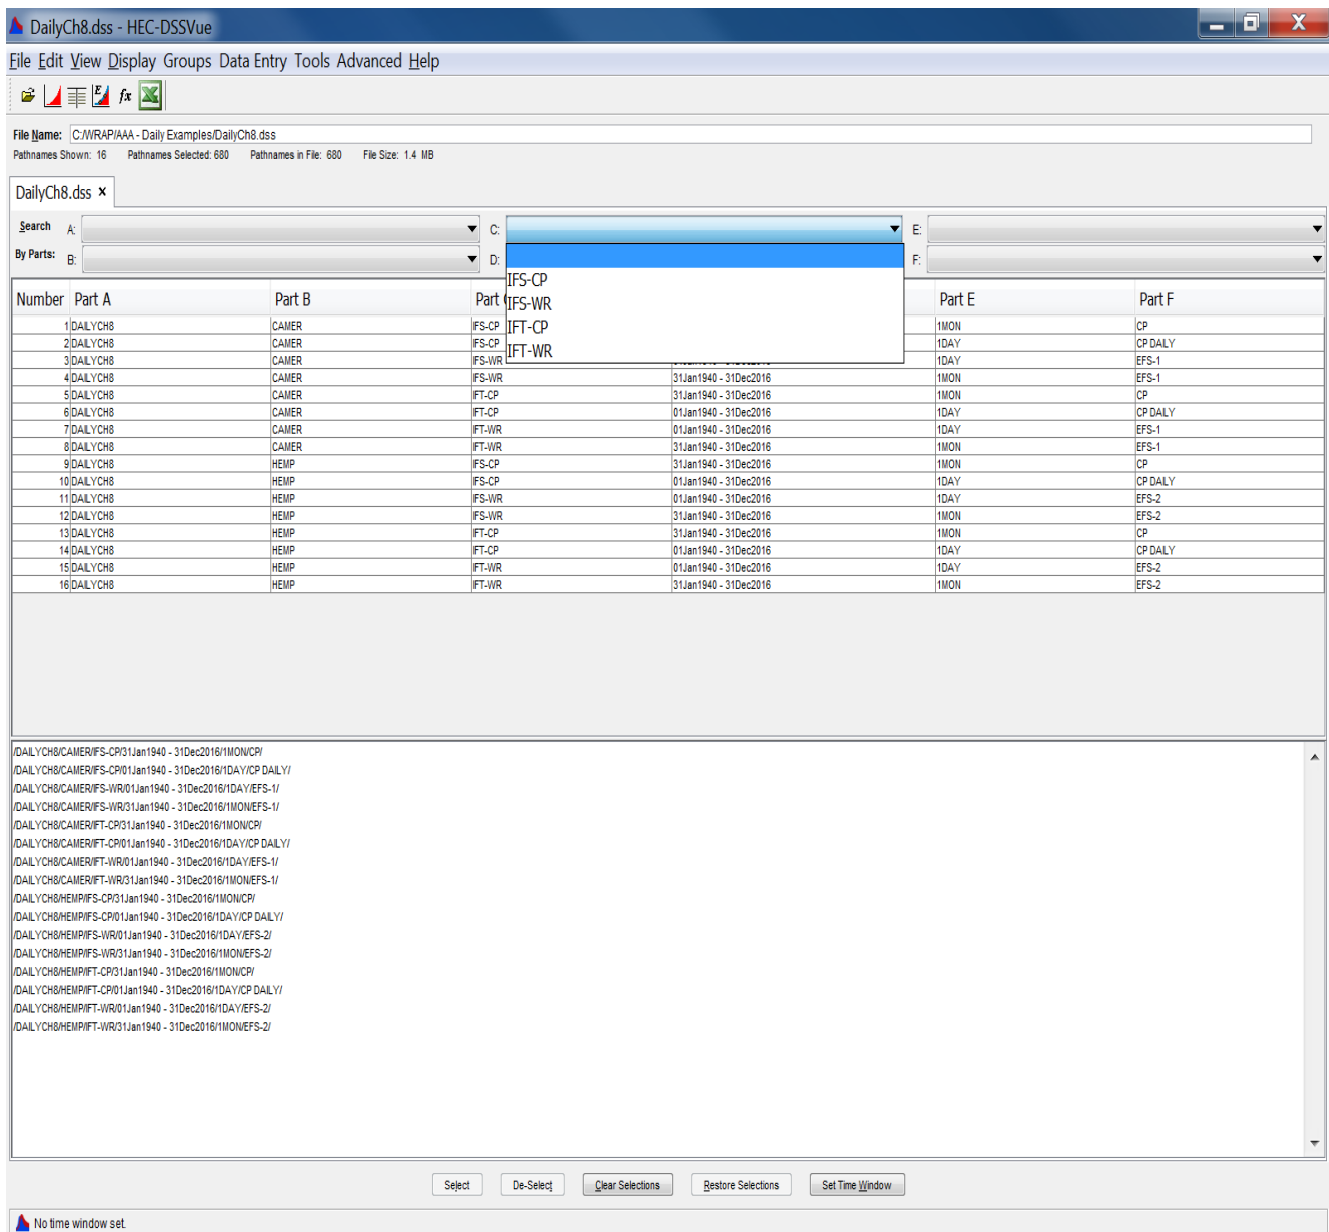 DailyCh8.dss - HEC-DSSVue
File Edit View Display Groups Data Entry Tools Advanced Help
E fx
File Name: C:/WRAP/AAA - Daily Examples/DailyCh8.dss
Pathnames Shown: 16 Pathnames Selected: 680 Pathnames in File: 680 File Size: 1.4 MB
DailyCh8.dss ×
Search A: C: E:
By Parts: B: D: F:
IFS-CP
IFS-WR
IFT-CP
IFT-WR
Number Part A Part B Part Part E Part F
1 DAILYCH8 CAMER IFS-CP 1MON CP
2 DAILYCH8 CAMER IFS-CP 1DAY CP DAILY
3 DAILYCH8 CAMER IFS-WR 1DAY EFS-1
4 DAILYCH8 CAMER IFS-WR 31Jan1940 - 31Dec2016 1MON EFS-1
5 DAILYCH8 CAMER IFT-CP 31Jan1940 - 31Dec2016 1MON CP
6 DAILYCH8 CAMER IFT-CP 01Jan1940 - 31Dec2016 1DAY CP DAILY
7 DAILYCH8 CAMER IFT-WR 01Jan1940 - 31Dec2016 1DAY EFS-1
8 DAILYCH8 CAMER IFT-WR 31Jan1940 - 31Dec2016 1MON EFS-1
9 DAILYCH8 HEMP IFS-CP 31Jan1940 - 31Dec2016 1MON CP
10 DAILYCH8 HEMP IFS-CP 01Jan1940 - 31Dec2016 1DAY CP DAILY
11 DAILYCH8 HEMP IFS-WR 01Jan1940 - 31Dec2016 1DAY EFS-2
12 DAILYCH8 HEMP IFS-WR 31Jan1940 - 31Dec2016 1MON EFS-2
13 DAILYCH8 HEMP IFT-CP 31Jan1940 - 31Dec2016 1MON CP
14 DAILYCH8 HEMP IFT-CP 01Jan1940 - 31Dec2016 1DAY CP DAILY
15 DAILYCH8 HEMP IFT-WR 01Jan1940 - 31Dec2016 1DAY EFS-2
16 DAILYCH8 HEMP IFT-WR 31Jan1940 - 31Dec2016 1MON EFS-2
/DAILYCH8/CAMER/IFS-CP/31Jan1940 - 31Dec2016/1MON/CP/
/DAILYCH8/CAMER/IFS-CP/01Jan1940 - 31Dec2016/1DAY/CP DAILY/
/DAILYCH8/CAMER/IFS-WR/01Jan1940 - 31Dec2016/1DAY/EFS-1/
/DAILYCH8/CAMER/IFS-WR/31Jan1940 - 31Dec2016/1MON/EFS-1/
/DAILYCH8/CAMER/IFT-CP/31Jan1940 - 31Dec2016/1MON/CP/
/DAILYCH8/CAMER/IFT-CP/01Jan1940 - 31Dec2016/1DAY/CP DAILY/
/DAILYCH8/CAMER/IFT-WR/01Jan1940 - 31Dec2016/1DAY/EFS-1/
/DAILYCH8/CAMER/IFT-WR/31Jan1940 - 31Dec2016/1MON/EFS-1/
/DAILYCH8/HEMP/IFS-CP/31Jan1940 - 31Dec2016/1MON/CP/
/DAILYCH8/HEMP/IFS-CP/01Jan1940 - 31Dec2016/1DAY/CP DAILY/
/DAILYCH8/HEMP/IFS-WR/01Jan1940 - 31Dec2016/1DAY/EFS-2/
/DAILYCH8/HEMP/IFS-WR/31Jan1940 - 31Dec2016/1MON/EFS-2/
/DAILYCH8/HEMP/IFT-CP/31Jan1940 - 31Dec2016/1MON/CP/
/DAILYCH8/HEMP/IFT-CP/01Jan1940 - 31Dec2016/1DAY/CP DAILY/
/DAILYCH8/HEMP/IFT-WR/01Jan1940 - 31Dec2016/1DAY/EFS-2/
/DAILYCH8/HEMP/IFT-WR/31Jan1940 - 31Dec2016/1MON/EFS-2/
Select De-Select Clear Selections Restore Selections Set Time Window
No time window set.